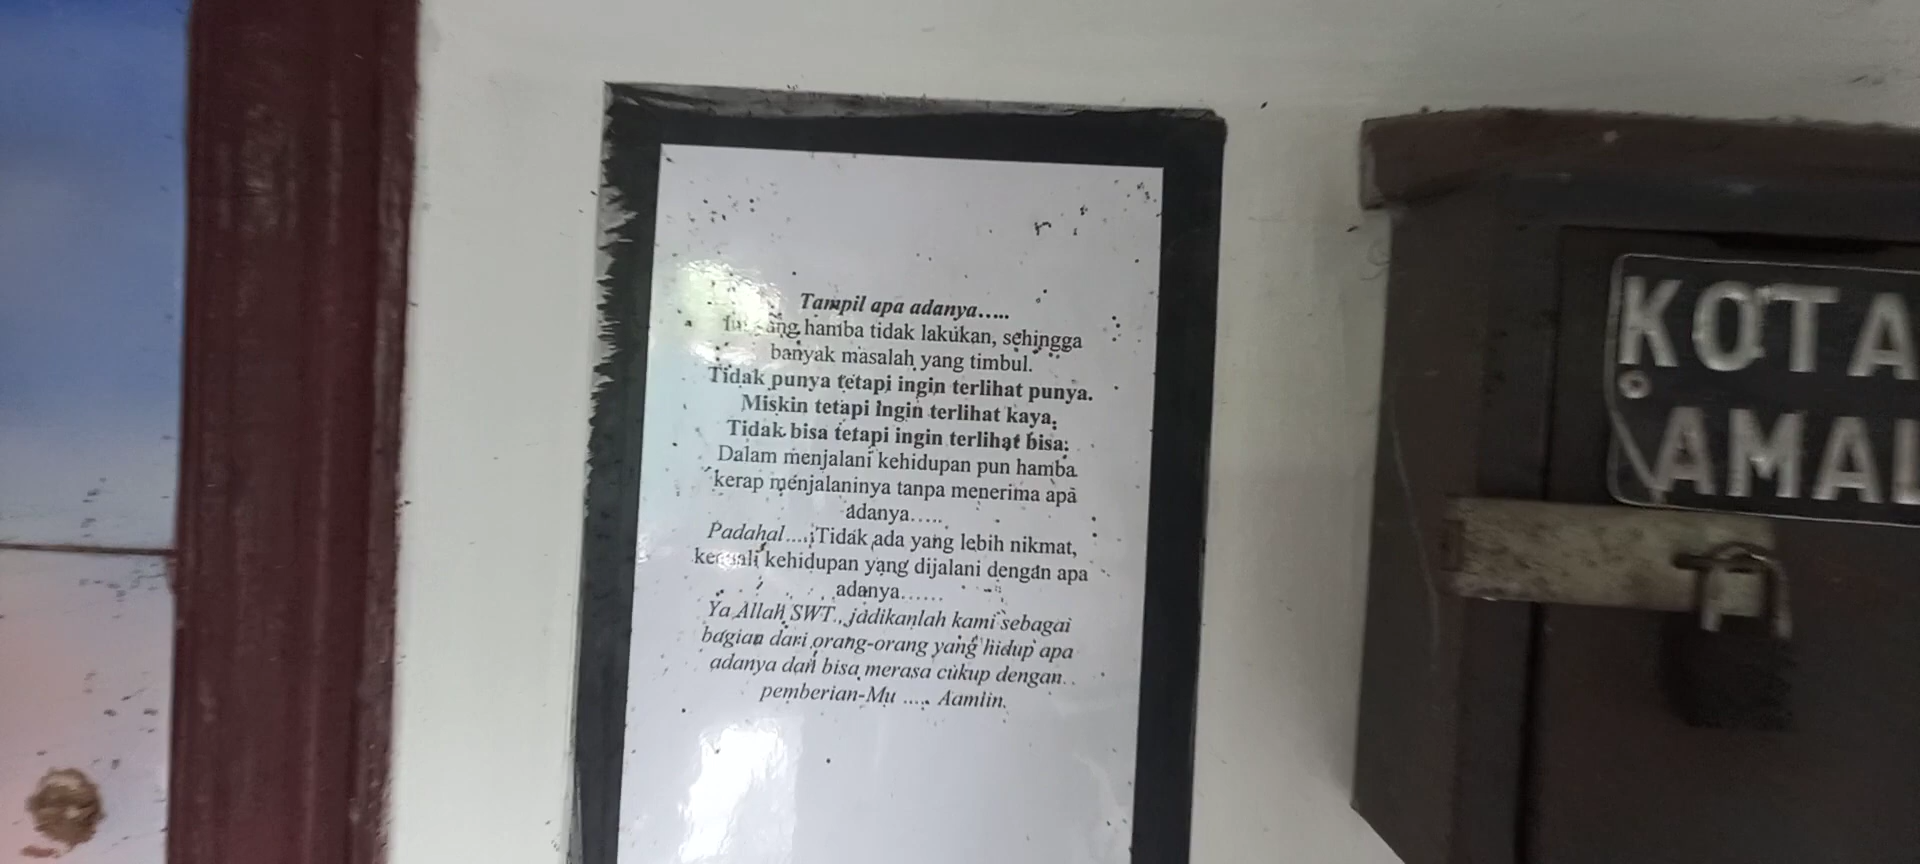 Tampil apa adanya.....
hamba tidak lakukan, sehingga
banyak masalah yang timbul.
Tidak punya tetapi ingin terlihat punya.
Miskin tetapi ingin terlihat kaya.
Tidak bisa tetapi ingin terlihat bisa.
Dalam menjalani kehidupan pun hamba
kerap menjalaninya tanpa menerima apa
adanya.....
Padahal.....Tidak ada yang lebih nikmat,
kecuali kehidupan yang dijalani dengan apa
adanya......
Ya Allah SWT.. jadikanlah kami sebagai
bagian dari orang-orang yang hidup apa
adanya dan bisa merasa cukup dengan
pemberian-Mu ..... Aamiin.
KOTA
AMAL